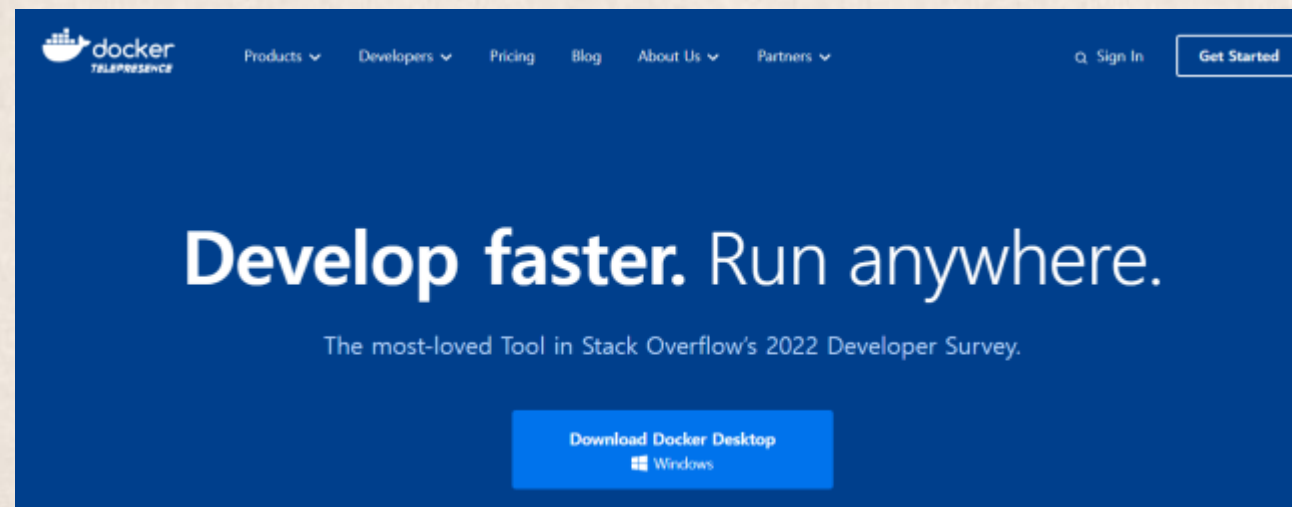 docker
TELEPRESENCE
Products Developers Pricing Blog About Us Partners Sign In Get Started
Develop faster. Run anywhere.
The most-loved Tool in Stack Overflow's 2022 Developer Survey.
Download Docker Desktop
Windows